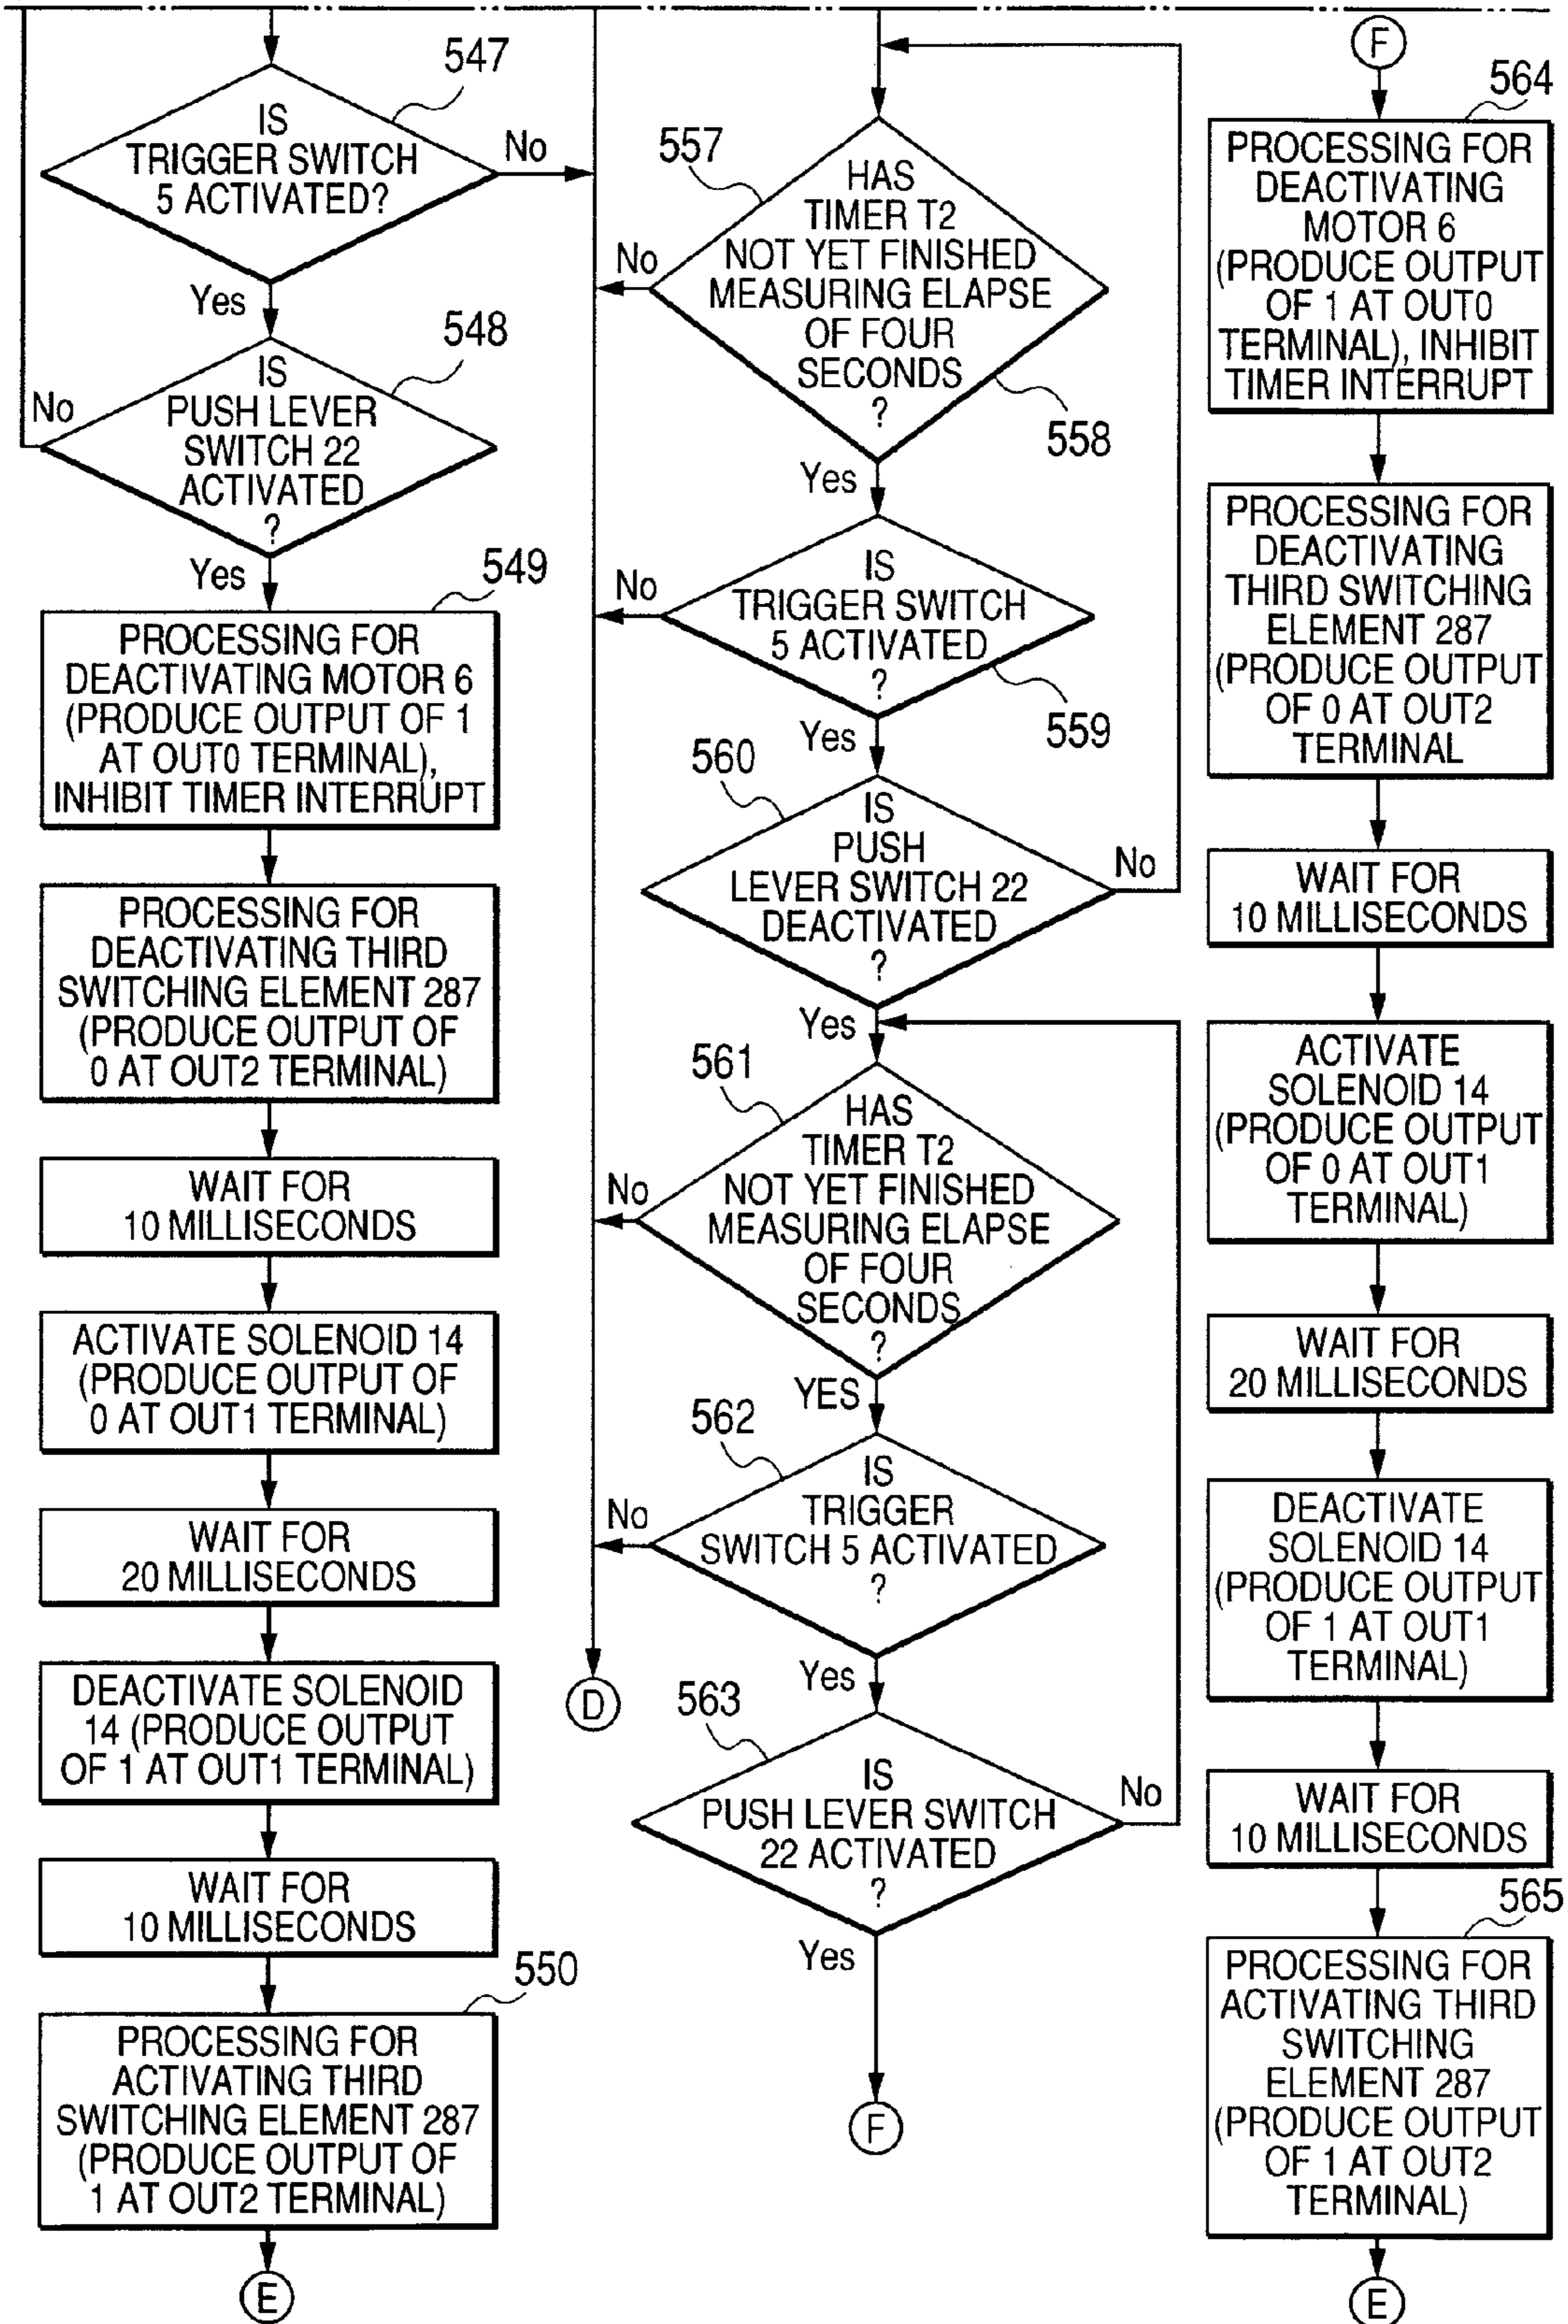 547
IS
TRIGGER SWITCH
5 ACTIVATED?
No
Yes
548
IS
PUSH LEVER
SWITCH 22
ACTIVATED
?
No
Yes
549
PROCESSING FOR
DEACTIVATING MOTOR 6
(PRODUCE OUTPUT OF 1
AT OUT0 TERMINAL),
INHIBIT TIMER INTERRUPT
PROCESSING FOR
DEACTIVATING THIRD
SWITCHING ELEMENT 287
(PRODUCE OUTPUT OF
0 AT OUT2 TERMINAL)
WAIT FOR
10 MILLISECONDS
ACTIVATE SOLENOID 14
(PRODUCE OUTPUT OF
0 AT OUT1 TERMINAL)
WAIT FOR
20 MILLISECONDS
DEACTIVATE SOLENOID
14 (PRODUCE OUTPUT
OF 1 AT OUT1 TERMINAL)
WAIT FOR
10 MILLISECONDS
550
PROCESSING FOR
ACTIVATING THIRD
SWITCHING ELEMENT 287
(PRODUCE OUTPUT OF
1 AT OUT2 TERMINAL)
E
D
557
HAS
TIMER T2
NOT YET FINISHED
MEASURING ELAPSE
OF FOUR
SECONDS
?
No
558
Yes
IS
TRIGGER SWITCH
5 ACTIVATED
?
No
559
Yes
560
IS
PUSH
LEVER SWITCH 22
DEACTIVATED
?
No
Yes
561
HAS
TIMER T2
NOT YET FINISHED
MEASURING ELAPSE
OF FOUR
SECONDS
?
No
YES
562
IS
TRIGGER
SWITCH 5 ACTIVATED
?
No
Yes
563
IS
PUSH LEVER SWITCH
22 ACTIVATED
?
No
Yes
F
F
564
PROCESSING FOR
DEACTIVATING
MOTOR 6
(PRODUCE OUTPUT
OF 1 AT OUT0
TERMINAL), INHIBIT
TIMER INTERRUPT
PROCESSING FOR
DEACTIVATING
THIRD SWITCHING
ELEMENT 287
(PRODUCE OUTPUT
OF 0 AT OUT2
TERMINAL
WAIT FOR
10 MILLISECONDS
ACTIVATE
SOLENOID 14
(PRODUCE OUTPUT
OF 0 AT OUT1
TERMINAL)
WAIT FOR
20 MILLISECONDS
DEACTIVATE
SOLENOID 14
(PRODUCE OUTPUT
OF 1 AT OUT1
TERMINAL)
WAIT FOR
10 MILLISECONDS
565
PROCESSING FOR
ACTIVATING THIRD
SWITCHING
ELEMENT 287
(PRODUCE OUTPUT
OF 1 AT OUT2
TERMINAL)
E